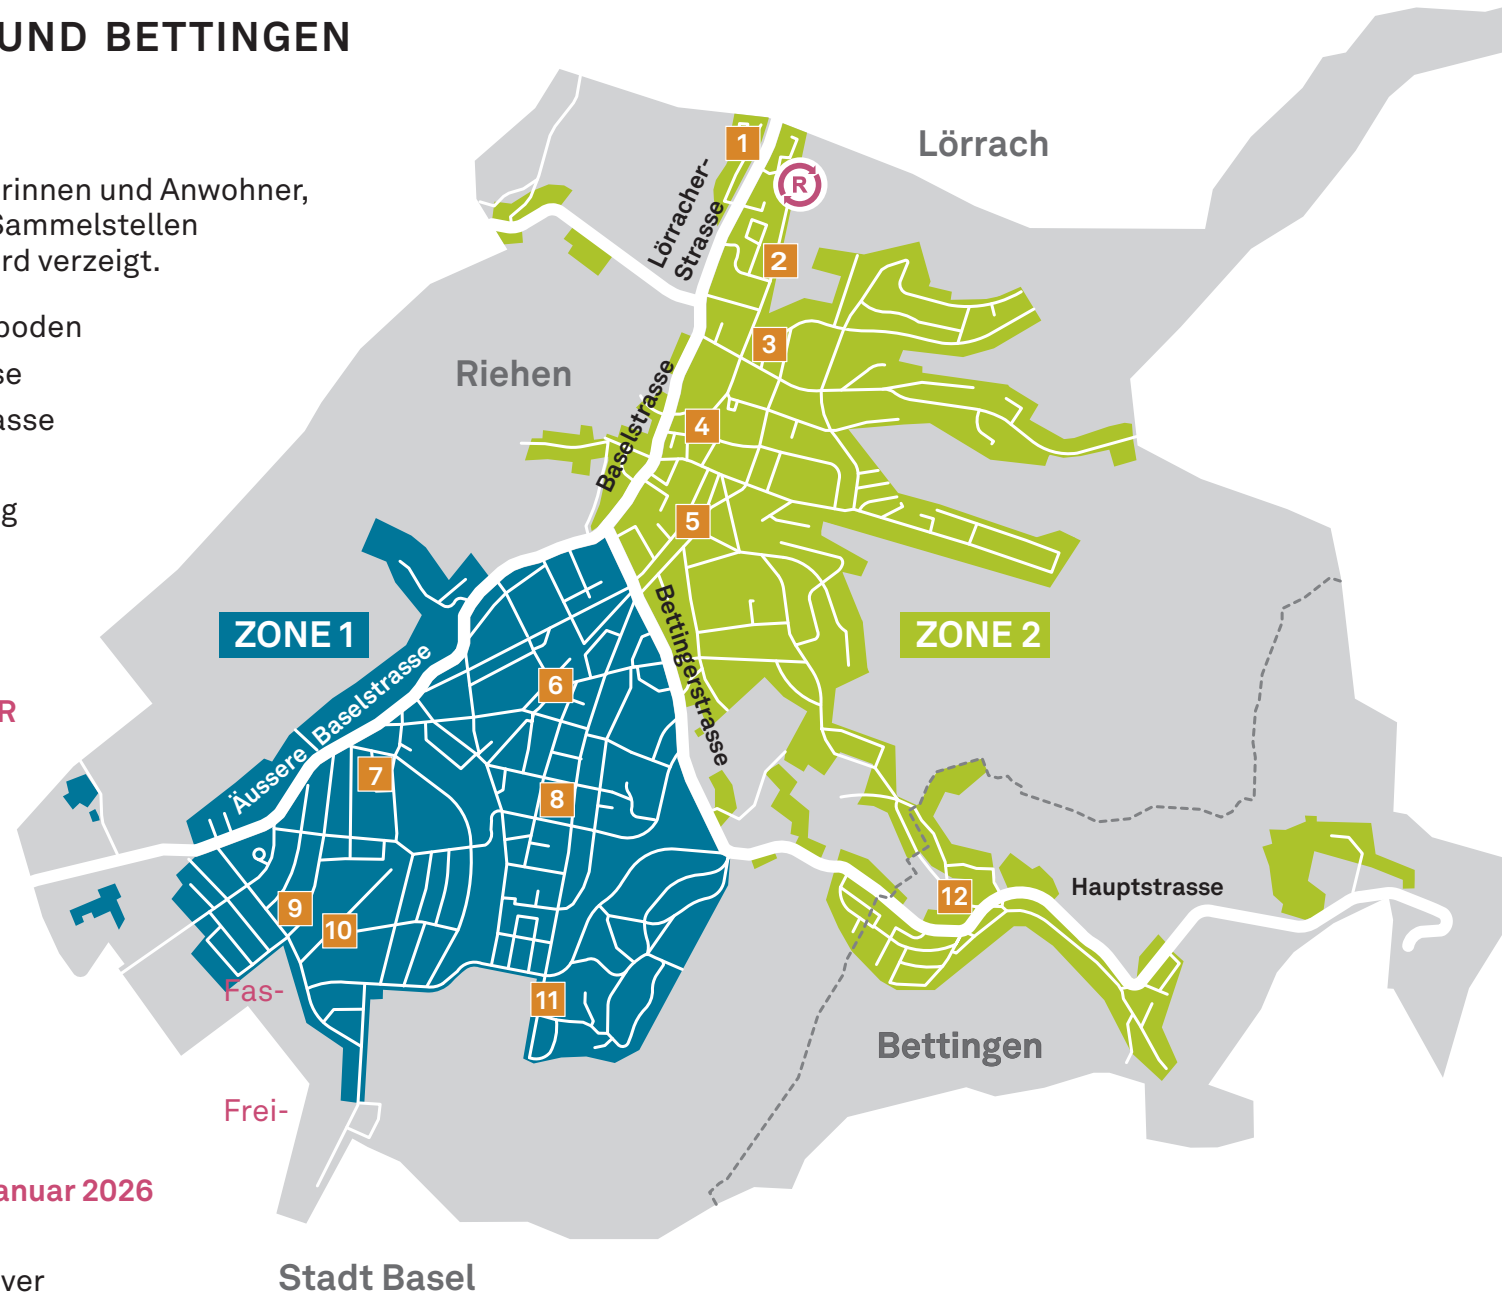 UND BETTINGEN
rinnen und Anwohner,
Sammelstellen
rd verzeigt.
boden
se
asse
g
R
Fas-
Frei-
anuar 2026
ver
Lörrach
1
R
Lörracher-
Strasse
2
3
Riehen
Baselstrasse
4
5
ZONE 1
ZONE 2
Bettingerstrasse
Äussere Baselstrasse
6
7
8
9
10
11
12
Hauptstrasse
Bettingen
Stadt Basel